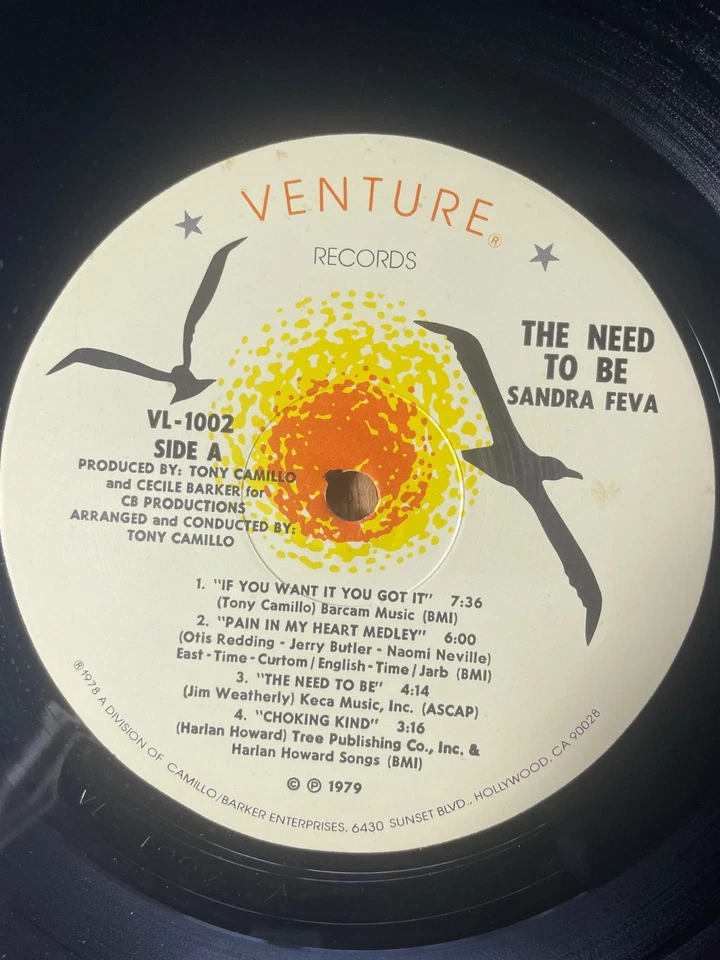 VENTURE®
RECORDS
THE NEED
TO BE
SANDRA FEVA
VL-1002
SIDE A
PRODUCED BY: TONY CAMILLO
and CECILE BARKER for
CB PRODUCTIONS
ARRANGED and CONDUCTED BY:
TONY CAMILLO
1. "IF YOU WANT IT YOU GOT IT" 7:36
(Tony Camillo) Barcam Music (BMI)
2. "PAIN IN MY HEART MEDLEY" 6:00
(Otis Redding - Jerry Butler - Naomi Neville)
East-Time-Curtom/English-Time/Jarb (BMI)
3. "THE NEED TO BE" 4:14
(Jim Weatherly) Keca Music, Inc. (ASCAP)
4. "CHOKING KIND" 3:16
(Harlan Howard) Tree Publishing Co., Inc. &
Harlan Howard Songs (BMI)
© ℗ 1979
®1978 A DIVISION OF CAMILLO/BARKER ENTERPRISES, 6430 SUNSET BLVD., HOLLYWOOD, CA 90028